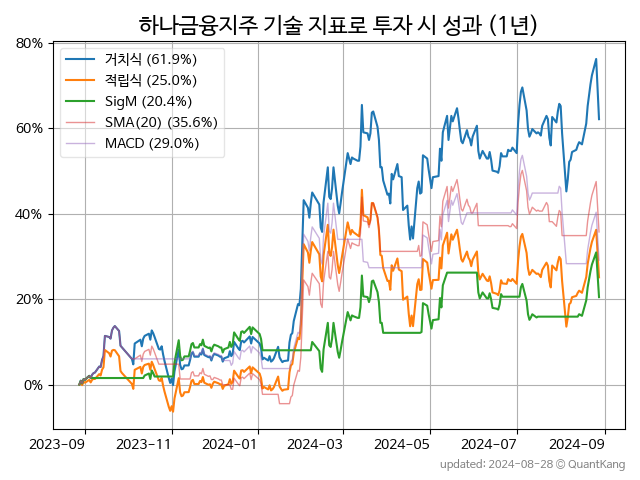 하나금융지주 기술 지표로 투자 시 성과 (1년)
80%
60%
40%
20%
0%
거치식 (61.9%)
적립식 (25.0%)
SigM (20.4%)
SMA(20) (35.6%)
MACD (29.0%)
2023-09 2023-11 2024-01 2024-03 2024-05 2024-07 2024-09
updated: 2024-08-28 © QuantKang